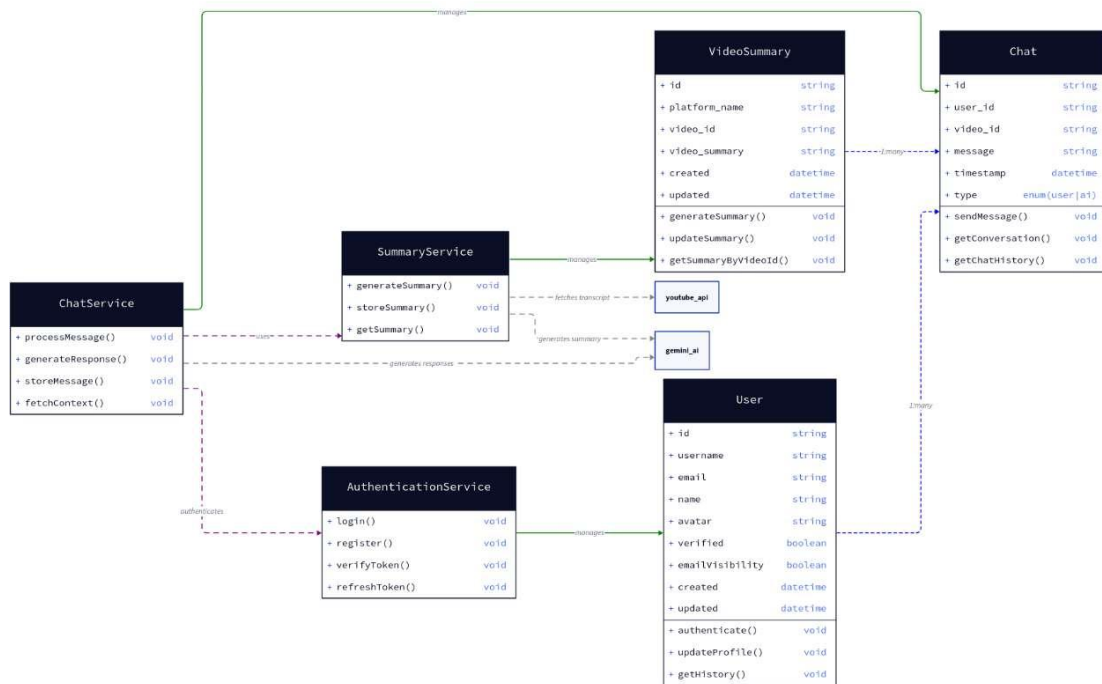 manages
VideoSummary
+ id string
+ platform_name string
+ video_id string
+ video_summary string
+ created datetime
+ updated datetime
+ generateSummary() void
+ updateSummary() void
+ getSummaryByVideoId() void
Chat
+ id string
+ user_id string
+ video_id string
+ message string
+ timestamp datetime
+ type enum(user|ai)
+ sendMessage() void
+ getConversation() void
+ getChatHistory() void
1:many
SummaryService
+ generateSummary() void
+ storeSummary() void
+ getSummary() void
manages
fetches transcript
youtube_api
generates summary
gemini_ai
ChatService
+ processMessage() void
+ generateResponse() void
+ storeMessage() void
+ fetchContext() void
uses
generates responses
authenticates
AuthenticationService
+ login() void
+ register() void
+ verifyToken() void
+ refreshToken() void
manages
User
+ id string
+ username string
+ email string
+ name string
+ avatar string
+ verified boolean
+ emailVisibility boolean
+ created datetime
+ updated datetime
+ authenticate() void
+ updateProfile() void
+ getHistory() void
1:many